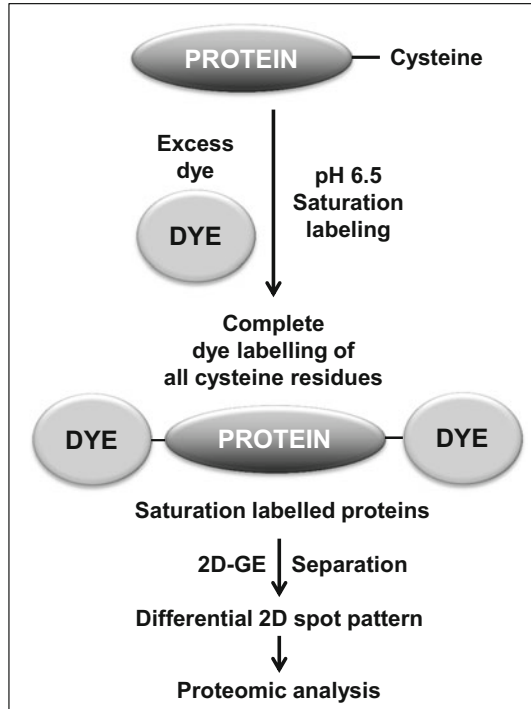 PROTEIN
Cysteine
Excess
dye
DYE
pH 6.5
Saturation
labeling
Complete
dye labelling of
all cysteine residues
DYE
PROTEIN
DYE
Saturation labelled proteins
2D-GE Separation
Differential 2D spot pattern
Proteomic analysis